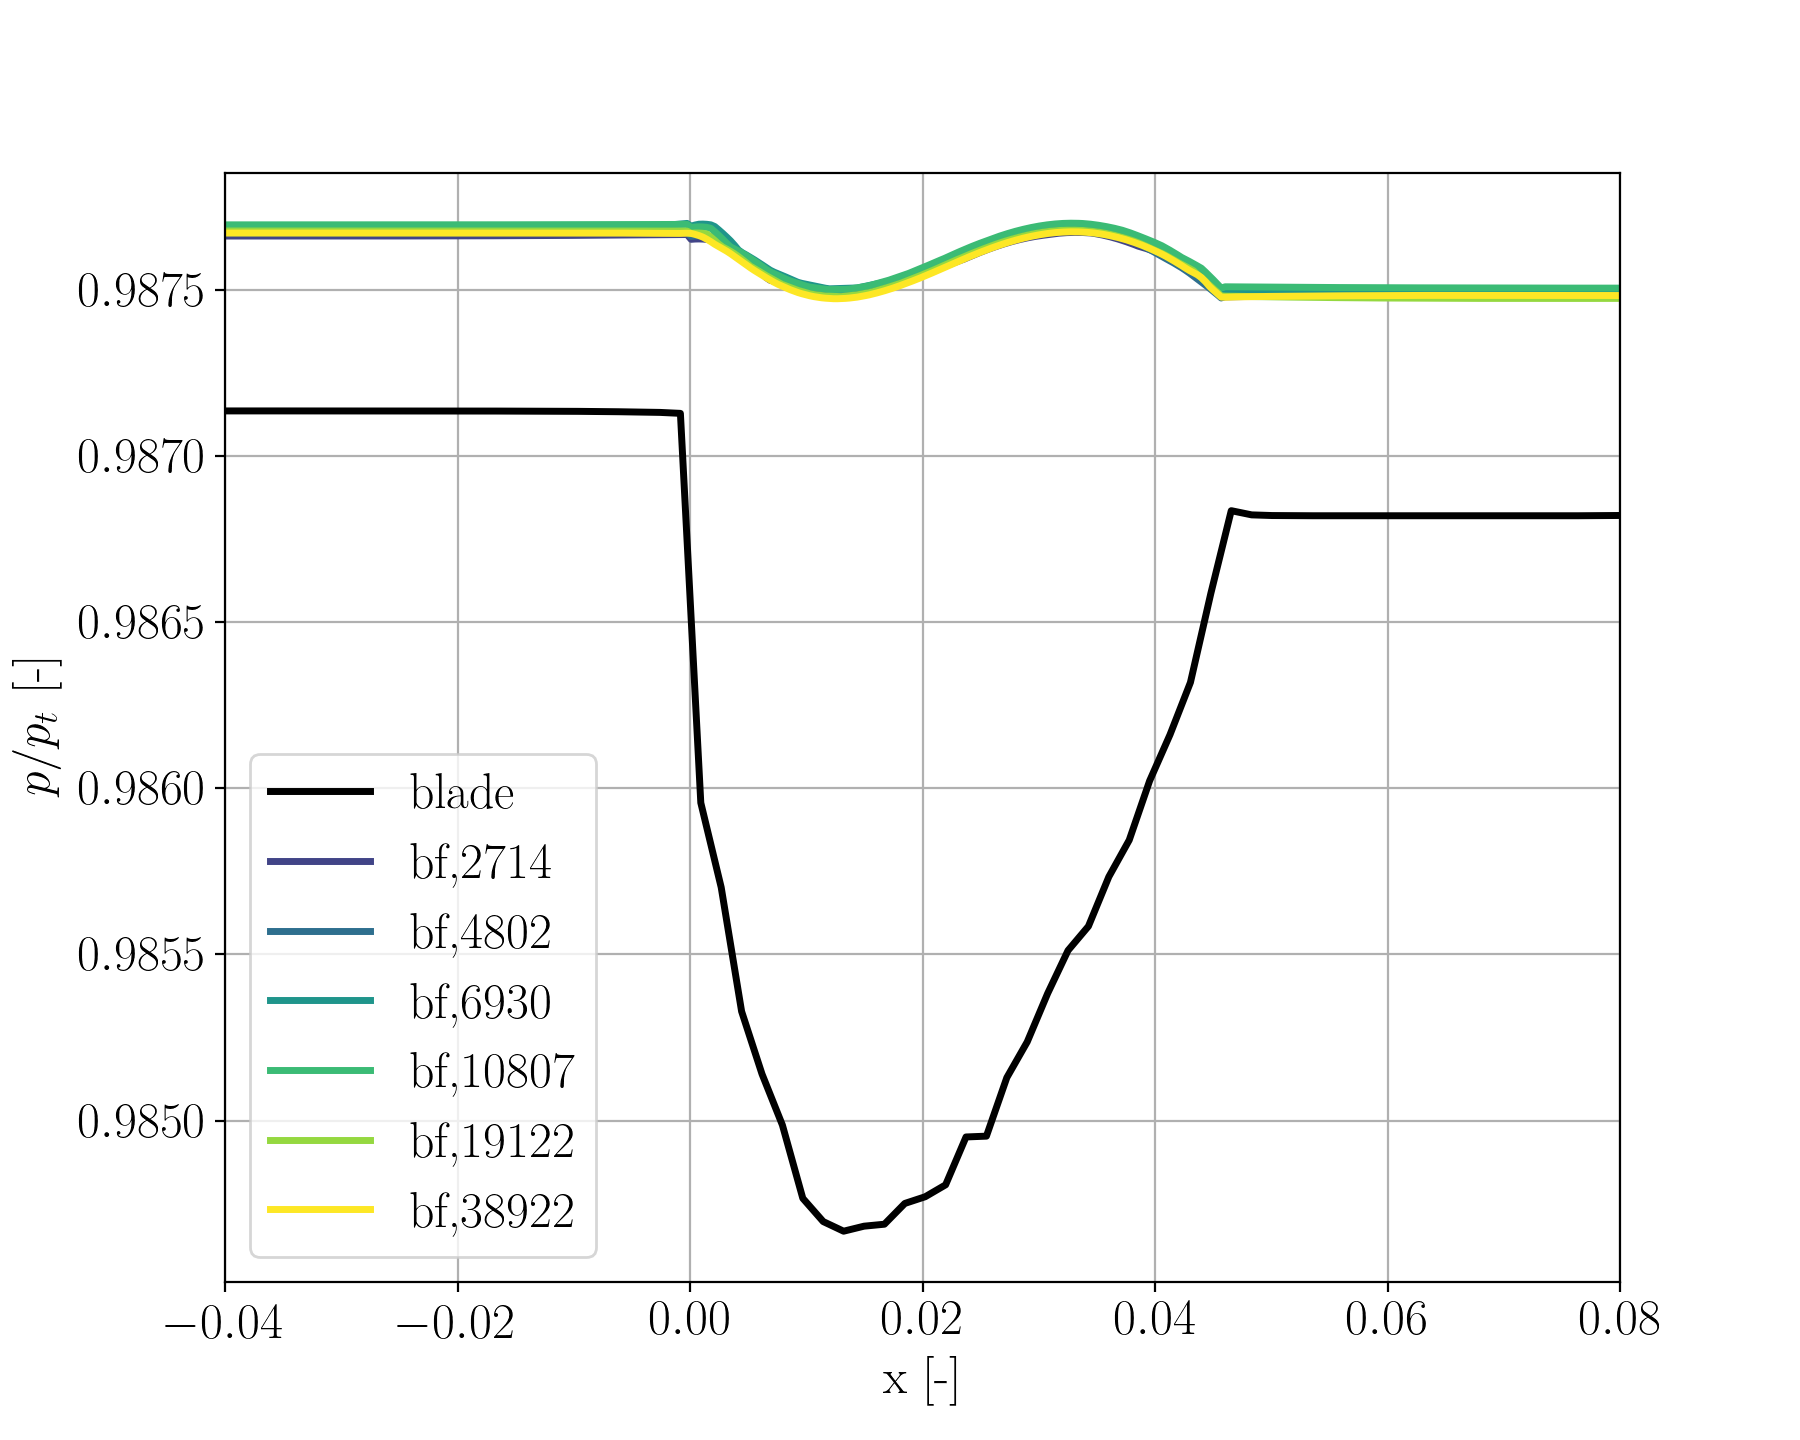 0.9875
0.9870
0.9865
0.9860
0.9855
0.9850
p/pₜ [-]
blade
bf,2714
bf,4802
bf,6930
bf,10807
bf,19122
bf,38922
−0.04 −0.02 0.00 0.02 0.04 0.06 0.08
x [-]